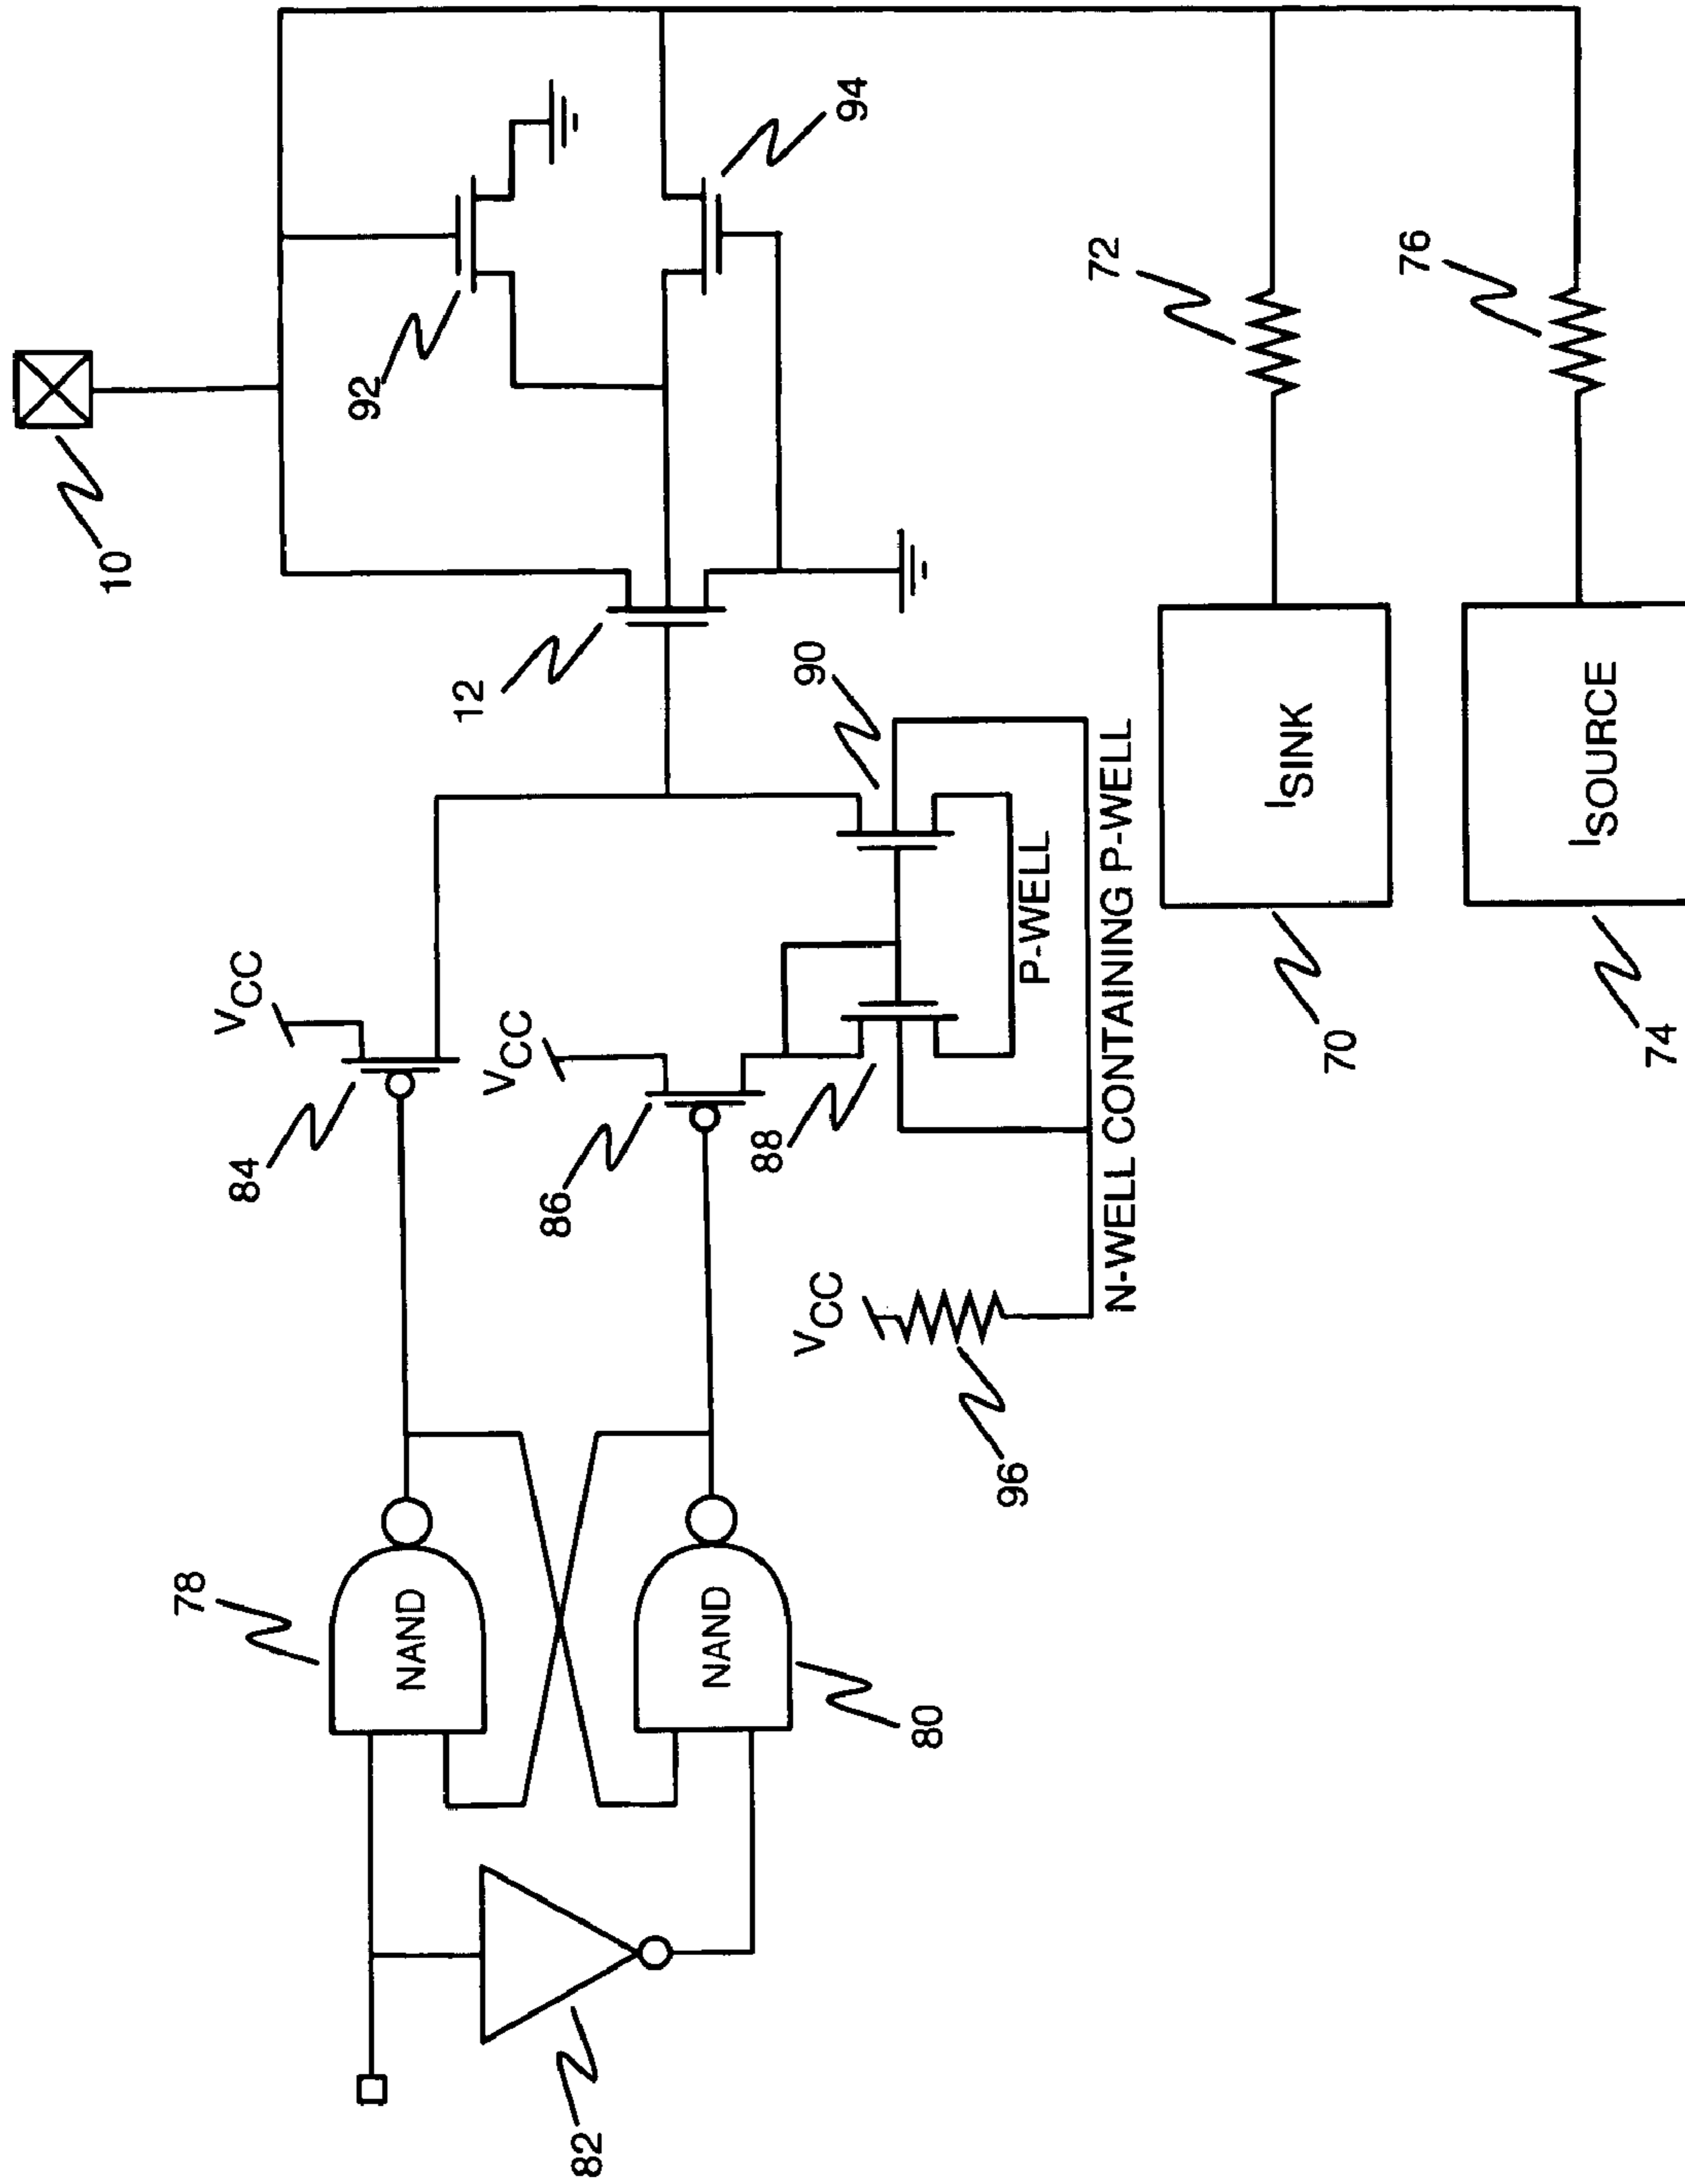 10
92
94
12
84
VCC
86
VCC
88
90
P-WELL
N-WELL CONTAINING P-WELL
VCC
96
78
NAND
80
NAND
82
72
76
ISINK
70
ISOURCE
74